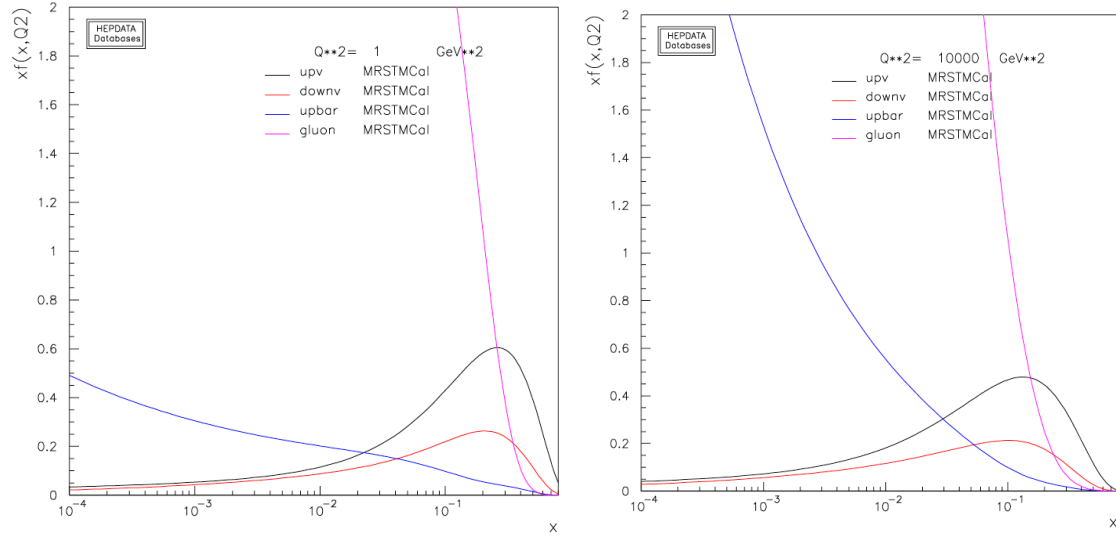 xf(x,Q2)
2
1.8
1.6
1.4
1.2
1
0.8
0.6
0.4
0.2
0
HEPDATA
Databases
Q**2= 1 GeV**2
upv MRSTMCal
downv MRSTMCal
upbar MRSTMCal
gluon MRSTMCal
10⁻⁴ 10⁻³ 10⁻² 10⁻¹
x
xf(x,Q2)
2
1.8
1.6
1.4
1.2
1
0.8
0.6
0.4
0.2
0
HEPDATA
Databases
Q**2= 10000 GeV**2
upv MRSTMCal
downv MRSTMCal
upbar MRSTMCal
gluon MRSTMCal
10⁻⁴ 10⁻³ 10⁻² 10⁻¹
x